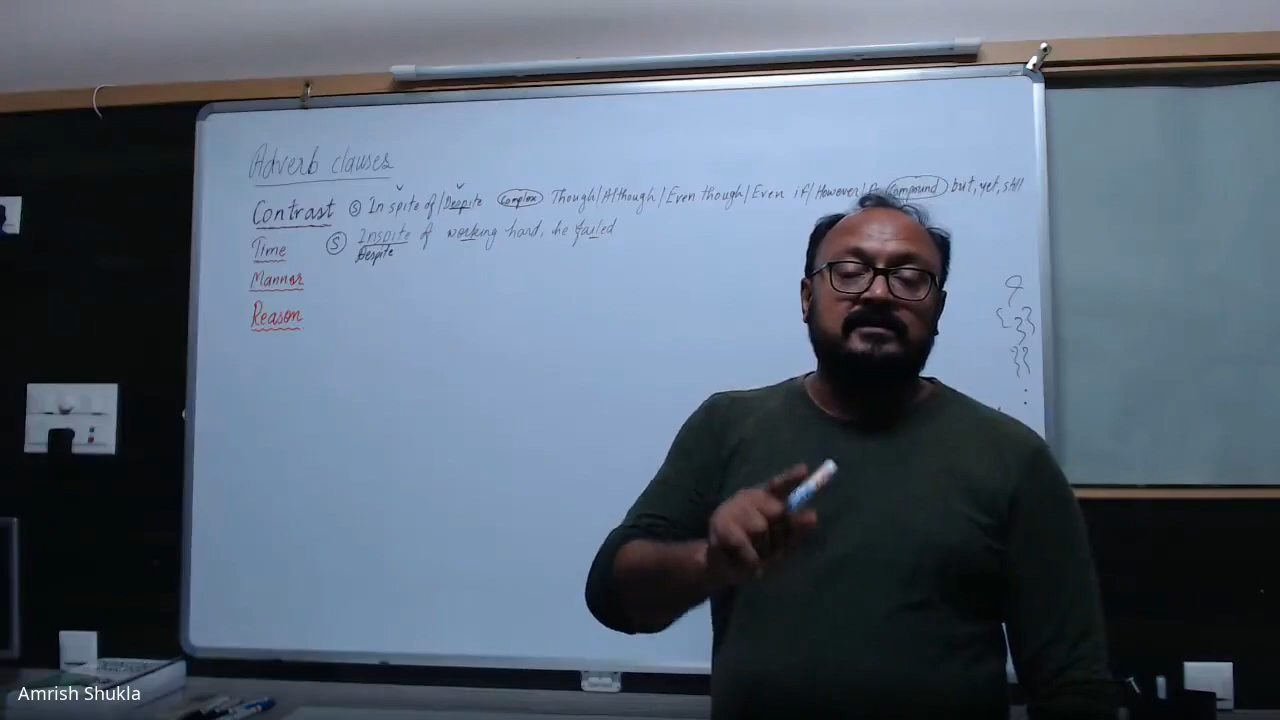 Adverb clauses
Contrast Ⓢ In spite of/Despite Complex Though/Although/Even though/Even if/However/ Compound but, yet, still
Time Ⓢ Inspite of working hard, he failed
Despite
Manner
Reason
Amrish Shukla